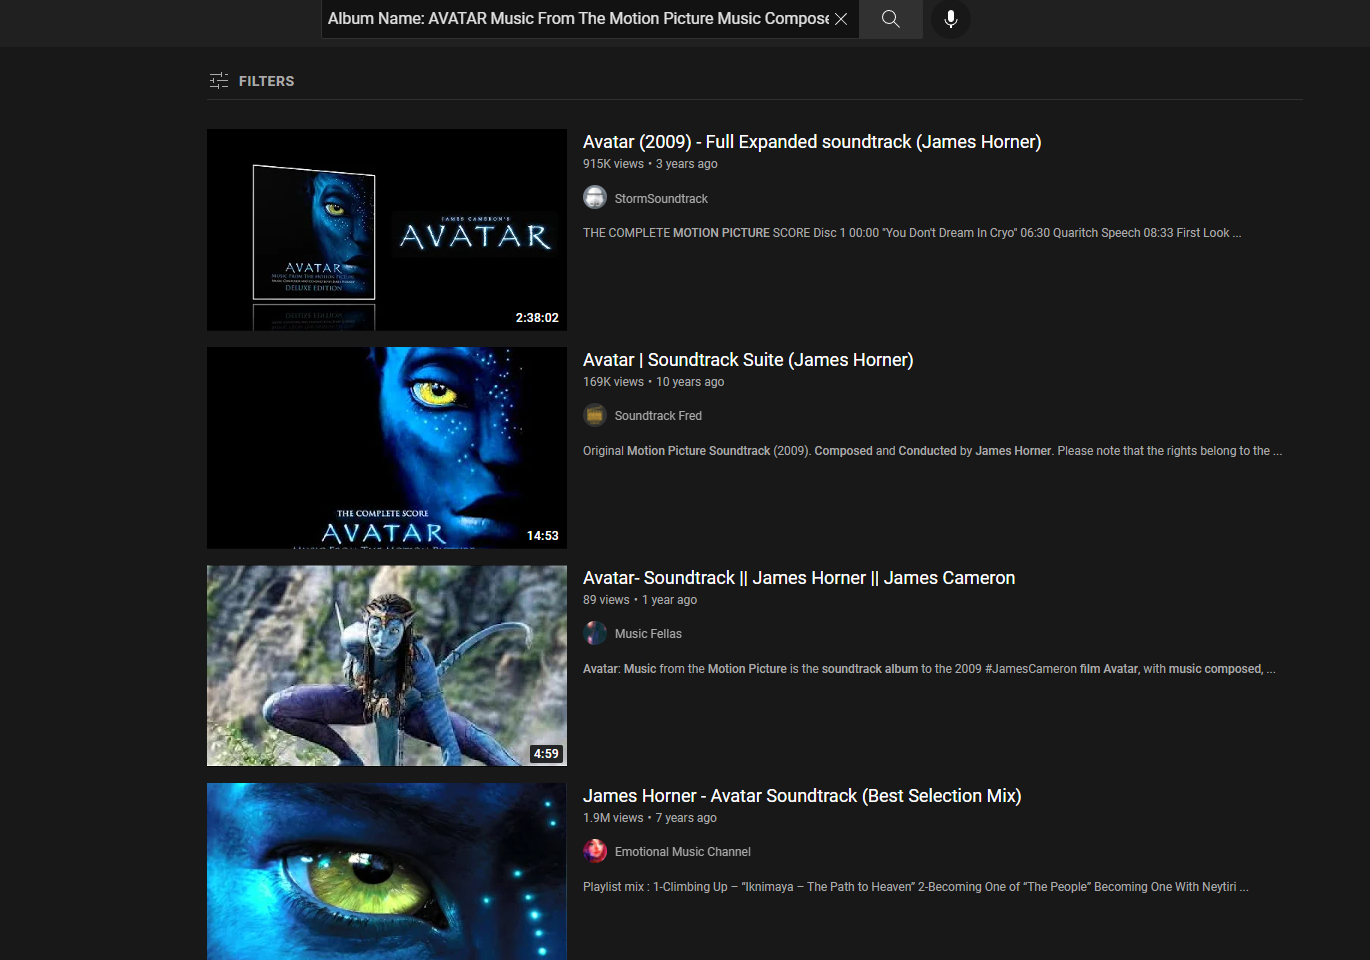 Album Name: AVATAR Music From The Motion Picture Music Compose
FILTERS
JAMES CAMERON'S
AVATAR
AVATAR
MUSIC FROM THE MOTION PICTURE
DELUXE EDITION
2:38:02
Avatar (2009) - Full Expanded soundtrack (James Horner)
915K views • 3 years ago
StormSoundtrack
THE COMPLETE MOTION PICTURE SCORE Disc 1 00:00 "You Don't Dream In Cryo" 06:30 Quaritch Speech 08:33 First Look ...
THE COMPLETE SCORE
AVATAR
MUSIC FROM THE MOTION PICTURE
14:53
Avatar | Soundtrack Suite (James Horner)
169K views • 10 years ago
Soundtrack Fred
Original Motion Picture Soundtrack (2009). Composed and Conducted by James Horner. Please note that the rights belong to the ...
4:59
Avatar- Soundtrack || James Horner || James Cameron
89 views • 1 year ago
Music Fellas
Avatar: Music from the Motion Picture is the soundtrack album to the 2009 #JamesCameron film Avatar, with music composed, ...
James Horner - Avatar Soundtrack (Best Selection Mix)
1.9M views • 7 years ago
Emotional Music Channel
Playlist mix : 1-Climbing Up – “Iknimaya – The Path to Heaven” 2-Becoming One of “The People” Becoming One With Neytiri ...